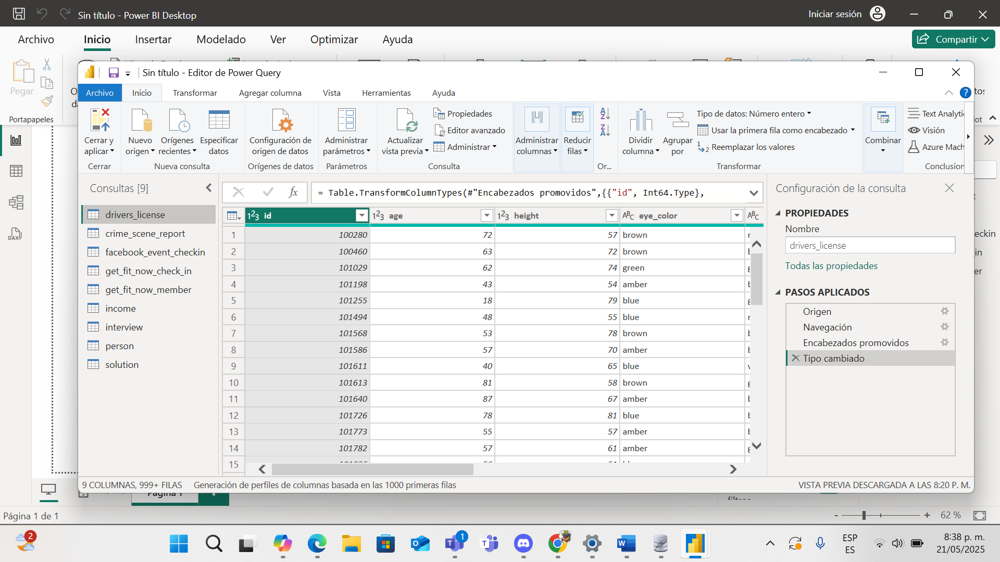 Sin título - Power BI Desktop
Iniciar sesión
Archivo Inicio Insertar Modelado Ver Optimizar Ayuda
Compartir
Pegar
Portapapeles
Sin título - Editor de Power Query
Archivo Inicio Transformar Agregar columna Vista Herramientas Ayuda
Cerrar y aplicar
Cerrar
Nuevo origen
Orígenes recientes
Especificar datos
Nueva consulta
Configuración de origen de datos
Orígenes de datos
Administrar parámetros
Parámetros
Actualizar vista previa
Propiedades
Editor avanzado
Administrar
Consulta
Administrar columnas
Reducir filas
Or...
Dividir columna
Agrupar por
Tipo de datos: Número entero
Usar la primera fila como encabezado
Reemplazar los valores
Transformar
Combinar
Text Analytic
Visión
Azure Mach
Conclusion
Consultas [9]
drivers_license
crime_scene_report
facebook_event_checkin
get_fit_now_check_in
get_fit_now_member
income
interview
person
solution
fx
= Table.TransformColumnTypes(#"Encabezados promovidos",{{"id", Int64.Type},
123 id 123 age 123 height ABC eye_color ABC
1 100280 72 57 brown
2 100460 63 72 brown
3 101029 62 74 green
4 101198 43 54 amber
5 101255 18 79 blue
6 101494 48 55 blue
7 101568 53 78 brown
8 101586 57 70 amber
9 101611 40 65 blue
10 101613 81 58 brown
11 101640 87 67 amber
12 101726 78 81 blue
13 101773 55 57 amber
14 101782 57 61 amber
15
Configuración de la consulta
PROPIEDADES
Nombre
drivers_license
Todas las propiedades
PASOS APLICADOS
Origen
Navegación
Encabezados promovidos
Tipo cambiado
9 COLUMNAS, 999+ FILAS Generación de perfiles de columnas basada en las 1000 primeras filas
VISTA PREVIA DESCARGADA A LAS 8:20 P. M.
Página 1
Página 1 de 1
62 %
2
1
ESP
ES
8:38 p. m.
21/05/2025